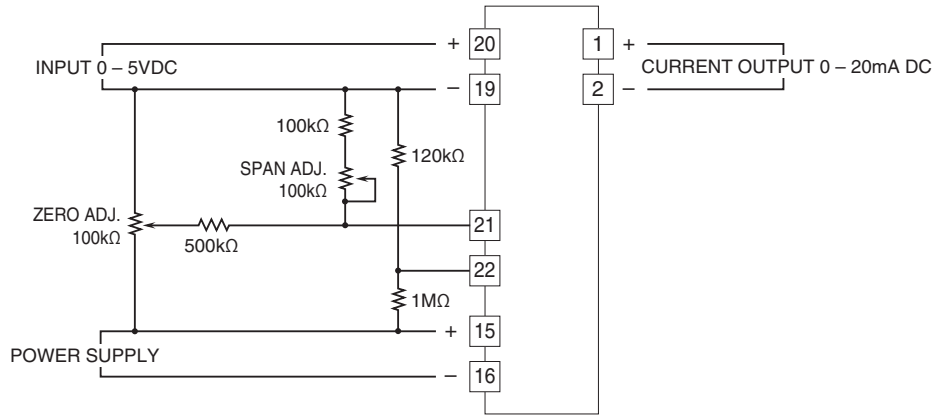 + 20 1 +
INPUT 0 – 5VDC
CURRENT OUTPUT 0 – 20mA DC
– 19 2 –
100kΩ
120kΩ
SPAN ADJ.
100kΩ
ZERO ADJ.
100kΩ
500kΩ
21
22
1MΩ
+ 15
POWER SUPPLY
– 16